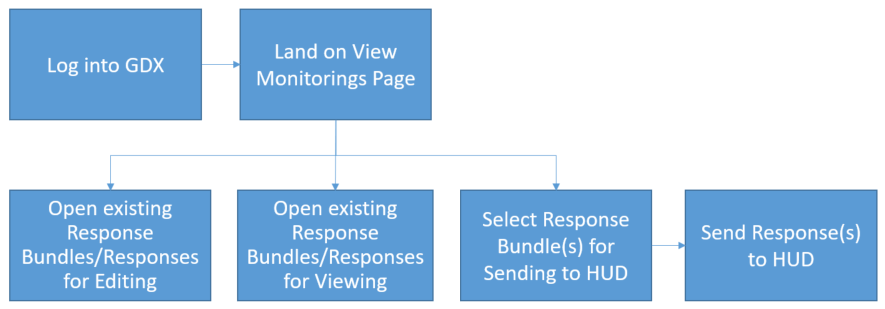 Log into GDX
Land on View
Monitorings Page
Open existing
Response
Bundles/Responses
for Editing
Open existing
Response
Bundles/Responses
for Viewing
Select Response
Bundle(s) for
Sending to HUD
Send Response(s)
to HUD